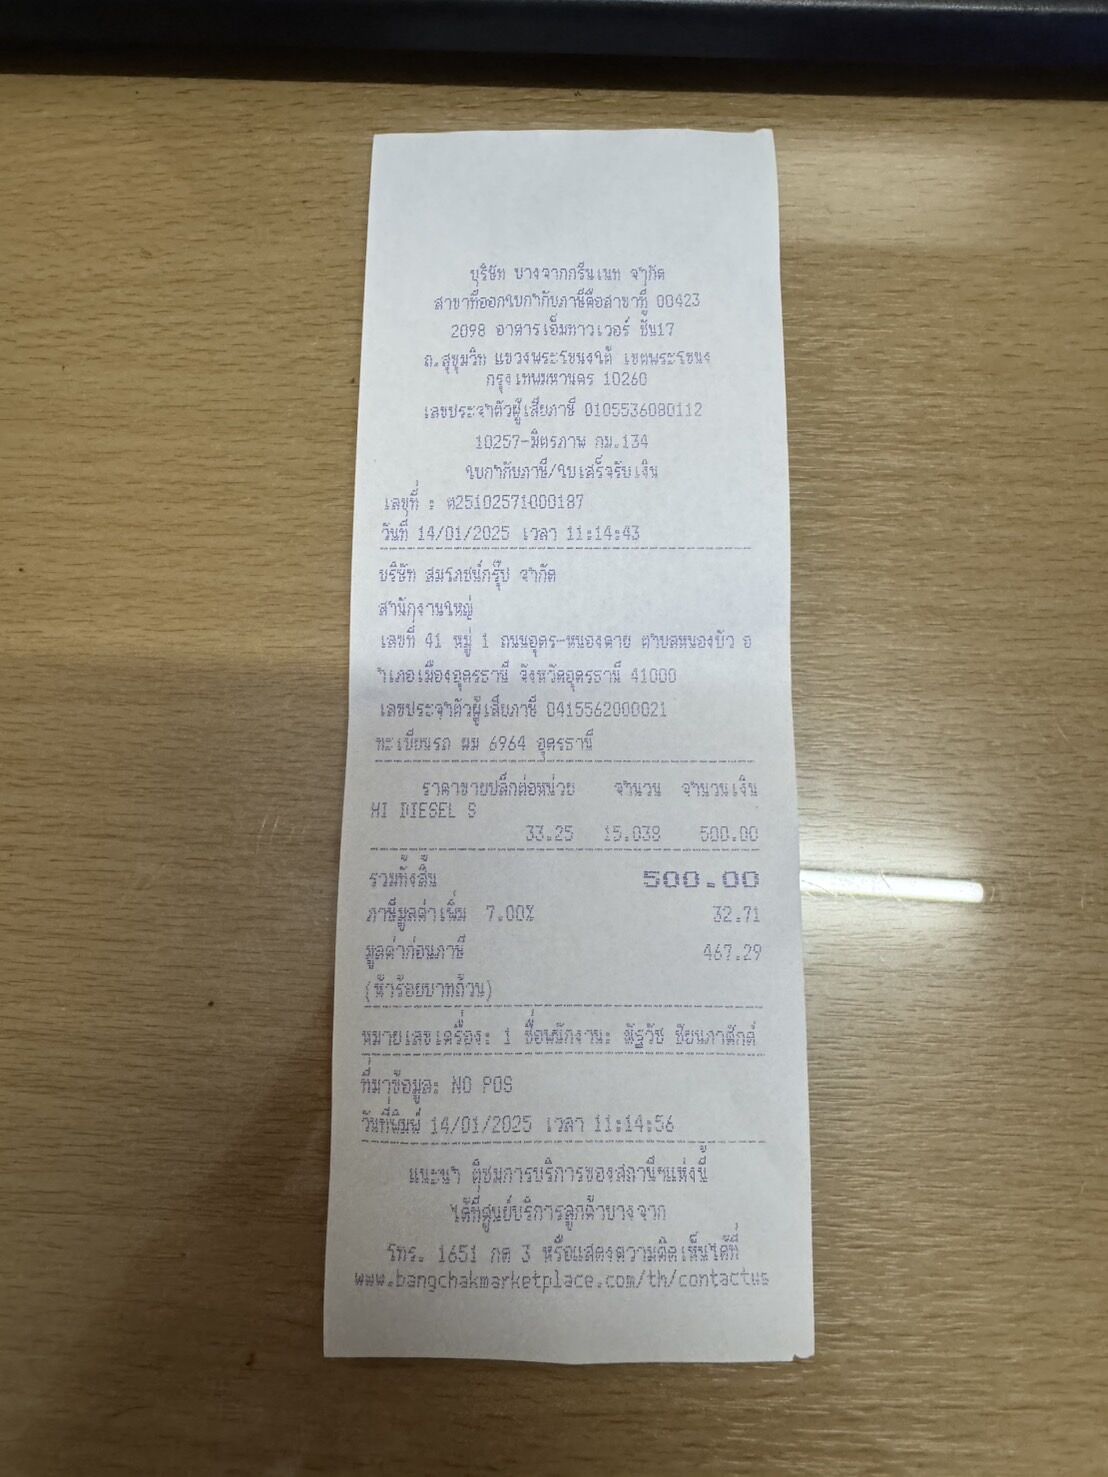 บริษัท บางจากกรีนเนท จำกัด
สาขาที่ออกใบกำกับภาษีคือสาขาที่ 00423
2098 อาคารเอ็มทาวเวอร์ ชั้น17
ถ.สุขุมวิท แขวงพระโขนงใต้ เขตพระโขนง
กรุงเทพมหานคร 10260
เลขประจำตัวผู้เสียภาษี 0105536080112
10257-มิตรภาพ กม.134
ใบกำกับภาษี/ใบเสร็จรับเงิน
เลขที่ : ต25102571000187
วันที่ 14/01/2025 เวลา 11:14:43
บริษัท สมราชน์กรุ๊ป จำกัด
สำนักงานใหญ่
เลขที่ 41 หมู่ 1 ถนนอุดร-หนองคาย ตำบลหนองบัว อ
ำเภอเมืองอุดรธานี จังหวัดอุดรธานี 41000
เลขประจำตัวผู้เสียภาษี 0415562000021
ทะเบียนรถ ผม 6964 อุดรธานี
ราคาขายปลีกต่อหน่วย จำนวน จำนวนเงิน
HI DIESEL S
33.25 15.038 500.00
รวมทั้งสิ้น 500.00
ภาษีมูลค่าเพิ่ม 7.00% 32.71
มูลค่าก่อนภาษี 467.29
(ห้าร้อยบาทถ้วน)
หมายเลขเครื่อง: 1 ชื่อพนักงาน:
ที่มาข้อมูล: NO POS
วันที่พิมพ์ 14/01/2025 เวลา 11:14:56
แนะนำ ติชมการบริการของสถานีฯแห่งนี้
ได้ที่ศูนย์บริการลูกค้าบางจาก
โทร. 1651 กด 3 หรือแสดงความคิดเห็นได้ที่
www.bangchakmarketplace.com/th/contactus